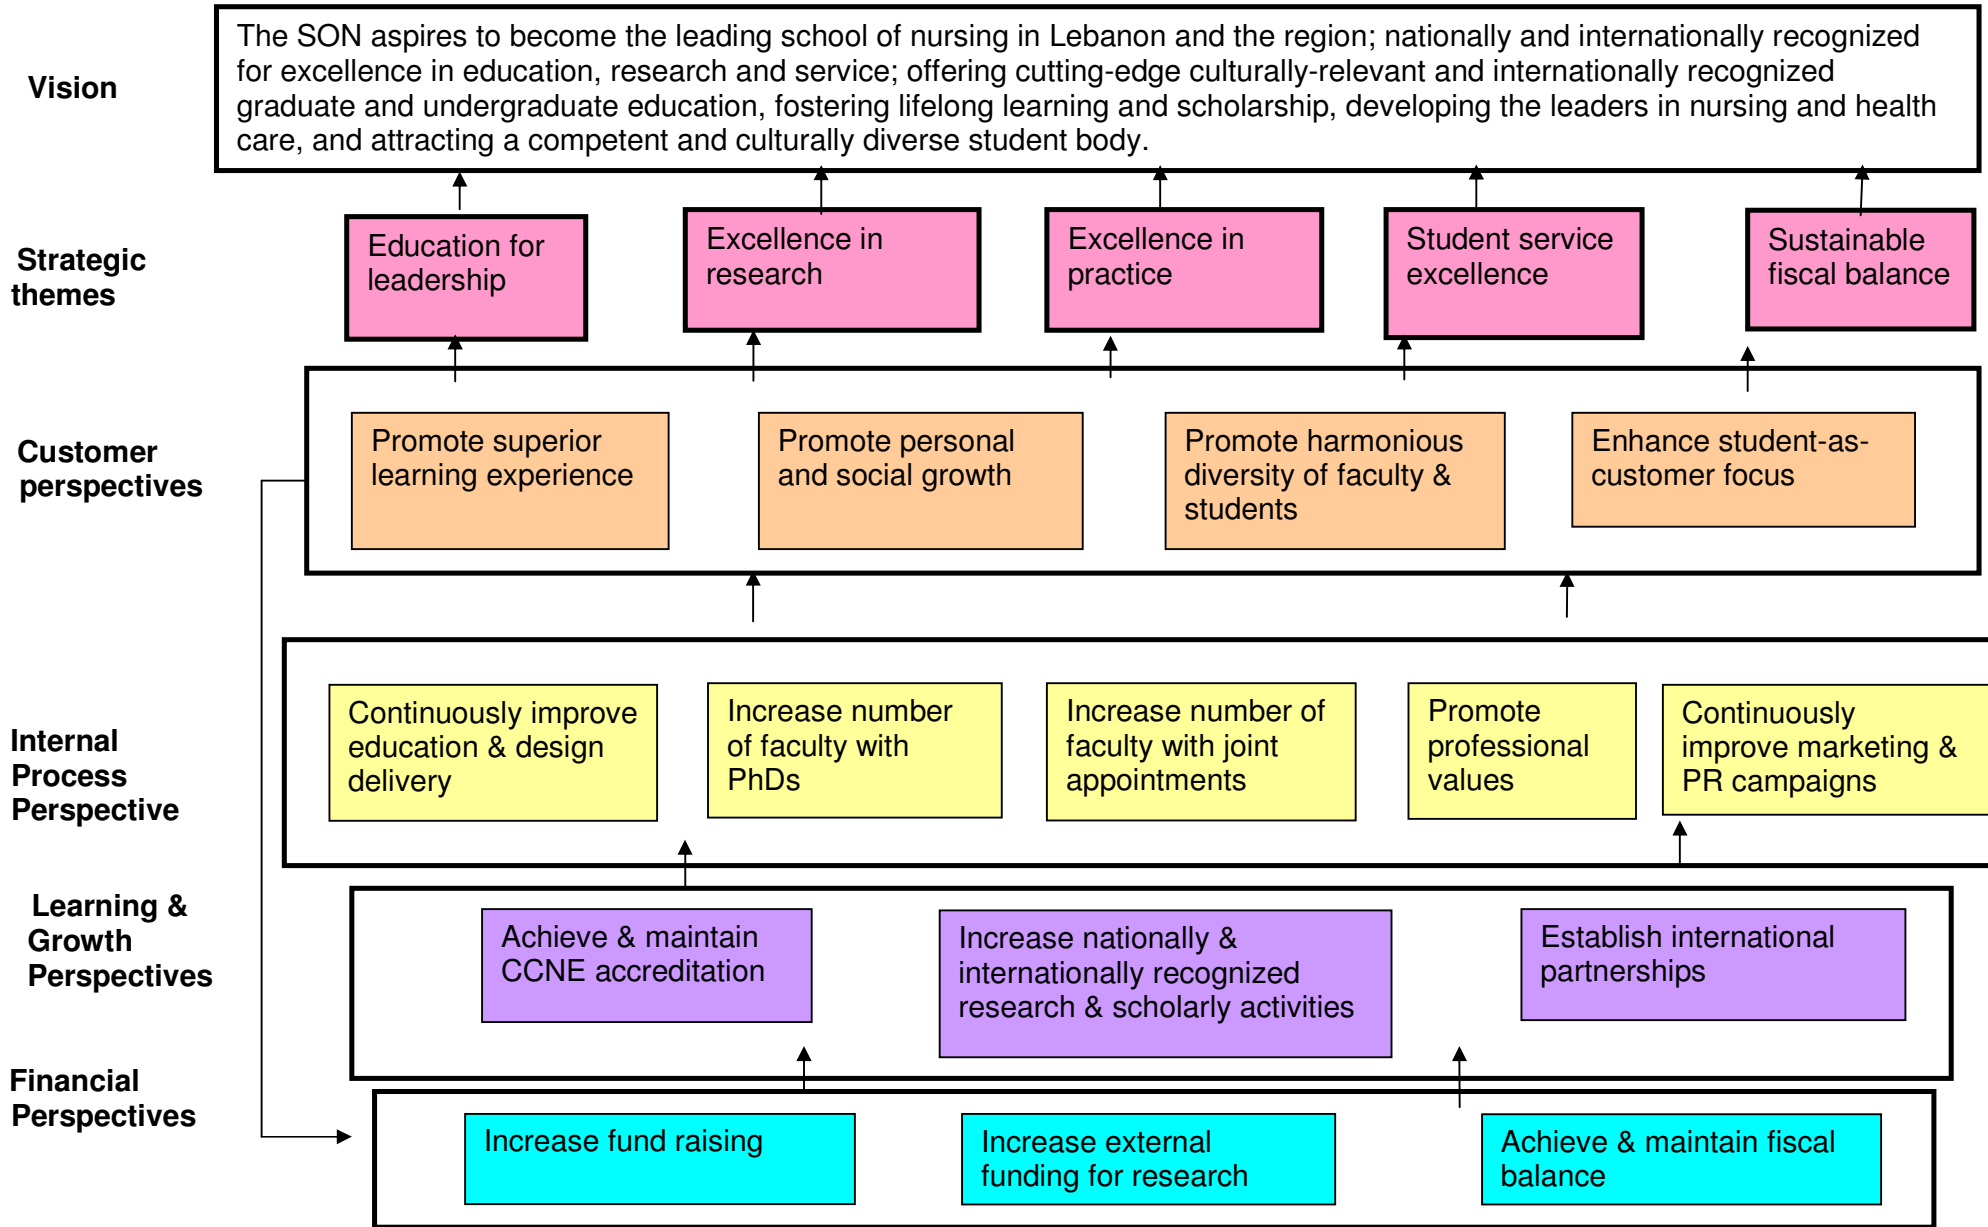 Vision
The SON aspires to become the leading school of nursing in Lebanon and the region; nationally and internationally recognized
for excellence in education, research and service; offering cutting-edge culturally-relevant and internationally recognized
graduate and undergraduate education, fostering lifelong learning and scholarship, developing the leaders in nursing and health
care, and attracting a competent and culturally diverse student body.
Strategic
themes
Education for
leadership
Excellence in
research
Excellence in
practice
Student service
excellence
Sustainable
fiscal balance
Customer
perspectives
Promote superior
learning experience
Promote personal
and social growth
Promote harmonious
diversity of faculty &
students
Enhance student-as-
customer focus
Internal
Process
Perspective
Continuously improve
education & design
delivery
Increase number
of faculty with
PhDs
Increase number of
faculty with joint
appointments
Promote
professional
values
Continuously
improve marketing &
PR campaigns
Learning &
Growth
Perspectives
Achieve & maintain
CCNE accreditation
Increase nationally &
internationally recognized
research & scholarly activities
Establish international
partnerships
Financial
Perspectives
Increase fund raising
Increase external
funding for research
Achieve & maintain fiscal
balance